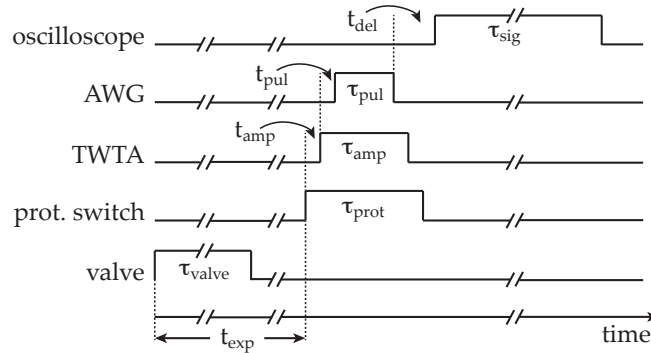 oscilloscope
t_del
τ_sig
AWG
t_pul
τ_pul
TWTA
t_amp
τ_amp
prot. switch
τ_prot
valve
τ_valve
t_exp
time